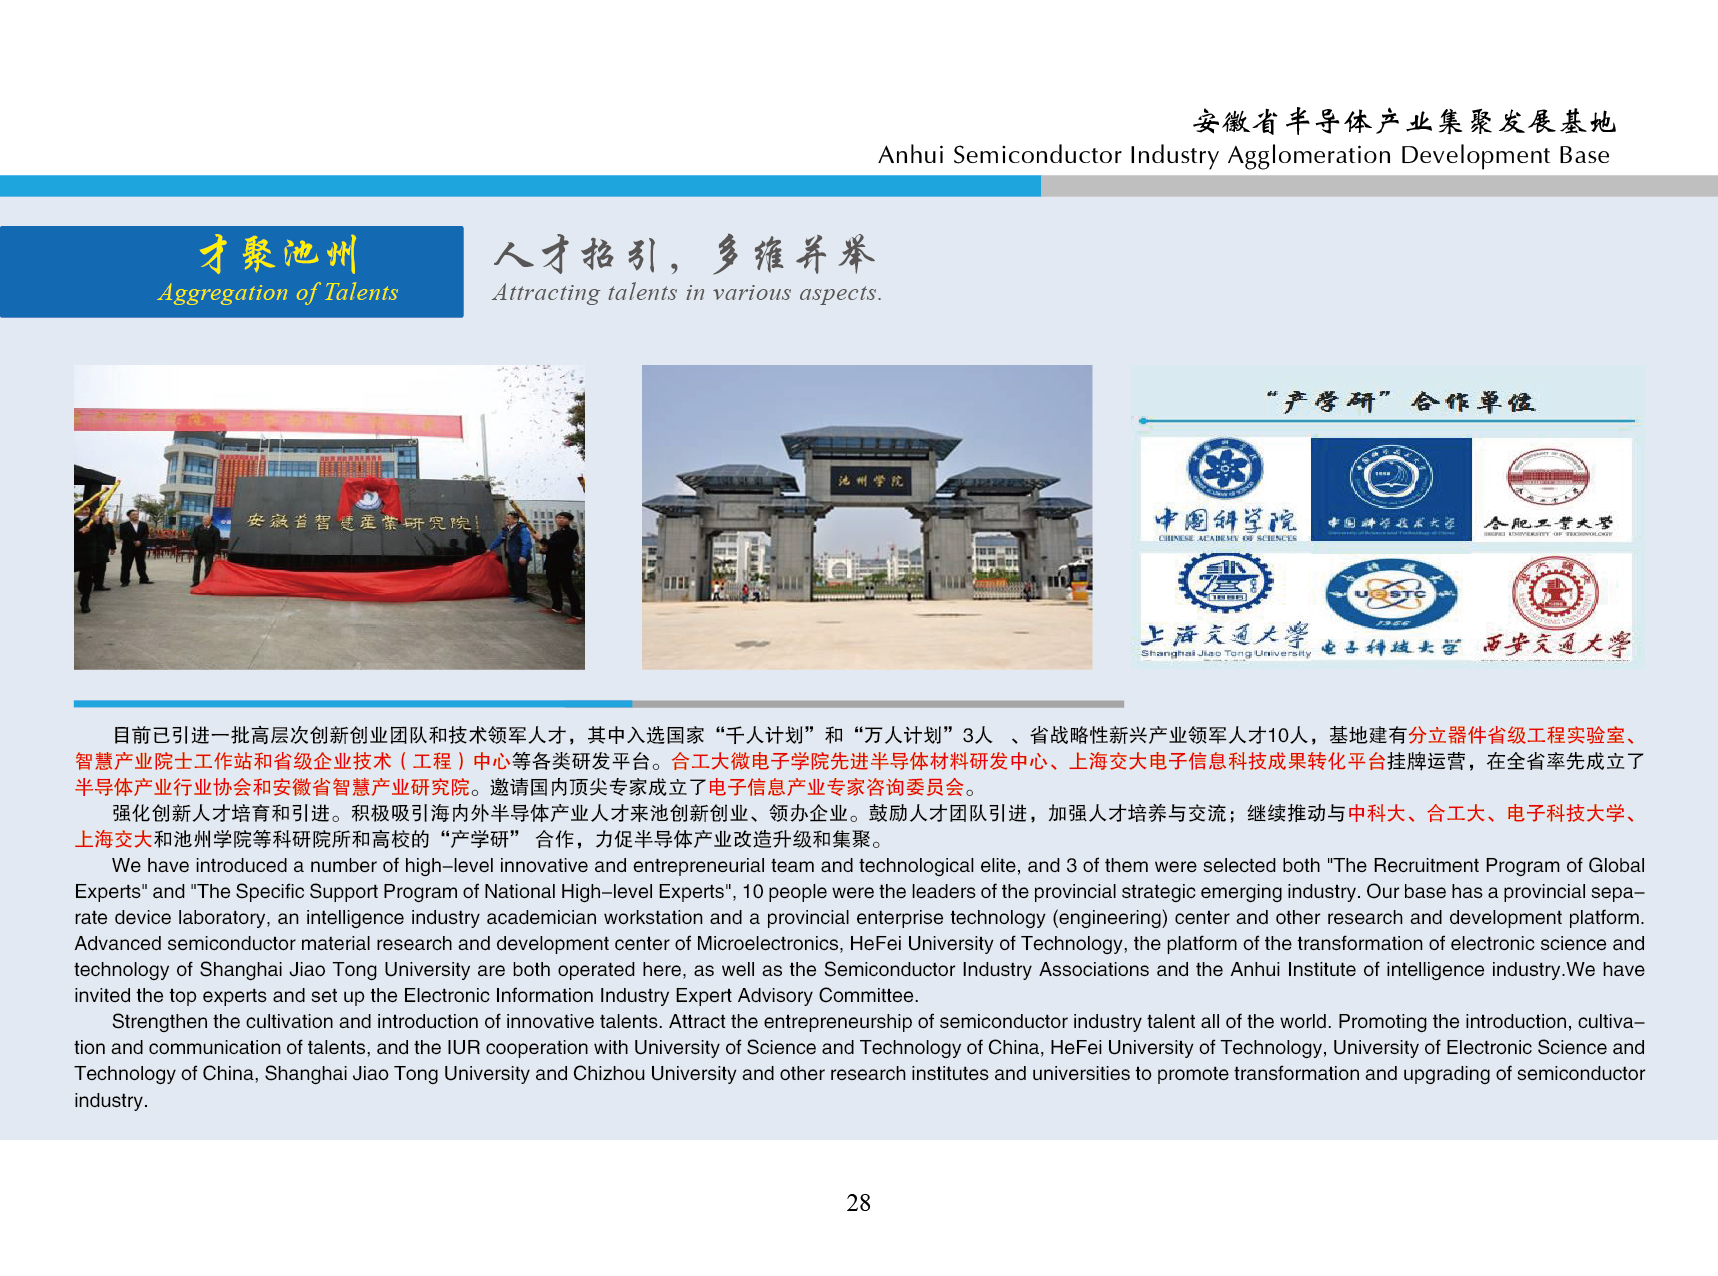 安徽省半导体产业集聚发展基地
Anhui Semiconductor Industry Agglomeration Development Base
才聚池州
Aggregation of Talents
人才招引，多维并举
Attracting talents in various aspects.
安徽省智慧産業研究院
池州学院
“产学研”合作单位
中国科学院
CHINESE ACADEMY OF SCIENCES
中国科学技术大学
合肥工业大学
HEFEI UNIVERSITY OF TECHNOLOGY
1896
上海交通大学
Shanghai Jiao Tong University
UESTC
1956
电子科技大学
西安交通大学
目前已引进一批高层次创新创业团队和技术领军人才，其中入选国家“千人计划”和“万人计划”3人 、省战略性新兴产业领军人才10人，基地建有分立器件省级工程实验室、
智慧产业院士工作站和省级企业技术（工程）中心等各类研发平台。合工大微电子学院先进半导体材料研发中心、上海交大电子信息科技成果转化平台挂牌运营，在全省率先成立了
半导体产业行业协会和安徽省智慧产业研究院。邀请国内顶尖专家成立了电子信息产业专家咨询委员会。
强化创新人才培育和引进。积极吸引海内外半导体产业人才来池创新创业、领办企业。鼓励人才团队引进，加强人才培养与交流；继续推动与中科大、合工大、电子科技大学、
上海交大和池州学院等科研院所和高校的“产学研” 合作，力促半导体产业改造升级和集聚。
We have introduced a number of high-level innovative and entrepreneurial team and technological elite, and 3 of them were selected both "The Recruitment Program of Global
Experts" and "The Specific Support Program of National High-level Experts", 10 people were the leaders of the provincial strategic emerging industry. Our base has a provincial sepa-
rate device laboratory, an intelligence industry academician workstation and a provincial enterprise technology (engineering) center and other research and development platform.
Advanced semiconductor material research and development center of Microelectronics, HeFei University of Technology, the platform of the transformation of electronic science and
technology of Shanghai Jiao Tong University are both operated here, as well as the Semiconductor Industry Associations and the Anhui Institute of intelligence industry.We have
invited the top experts and set up the Electronic Information Industry Expert Advisory Committee.
Strengthen the cultivation and introduction of innovative talents. Attract the entrepreneurship of semiconductor industry talent all of the world. Promoting the introduction, cultiva-
tion and communication of talents, and the IUR cooperation with University of Science and Technology of China, HeFei University of Technology, University of Electronic Science and
Technology of China, Shanghai Jiao Tong University and Chizhou University and other research institutes and universities to promote transformation and upgrading of semiconductor
industry.
28